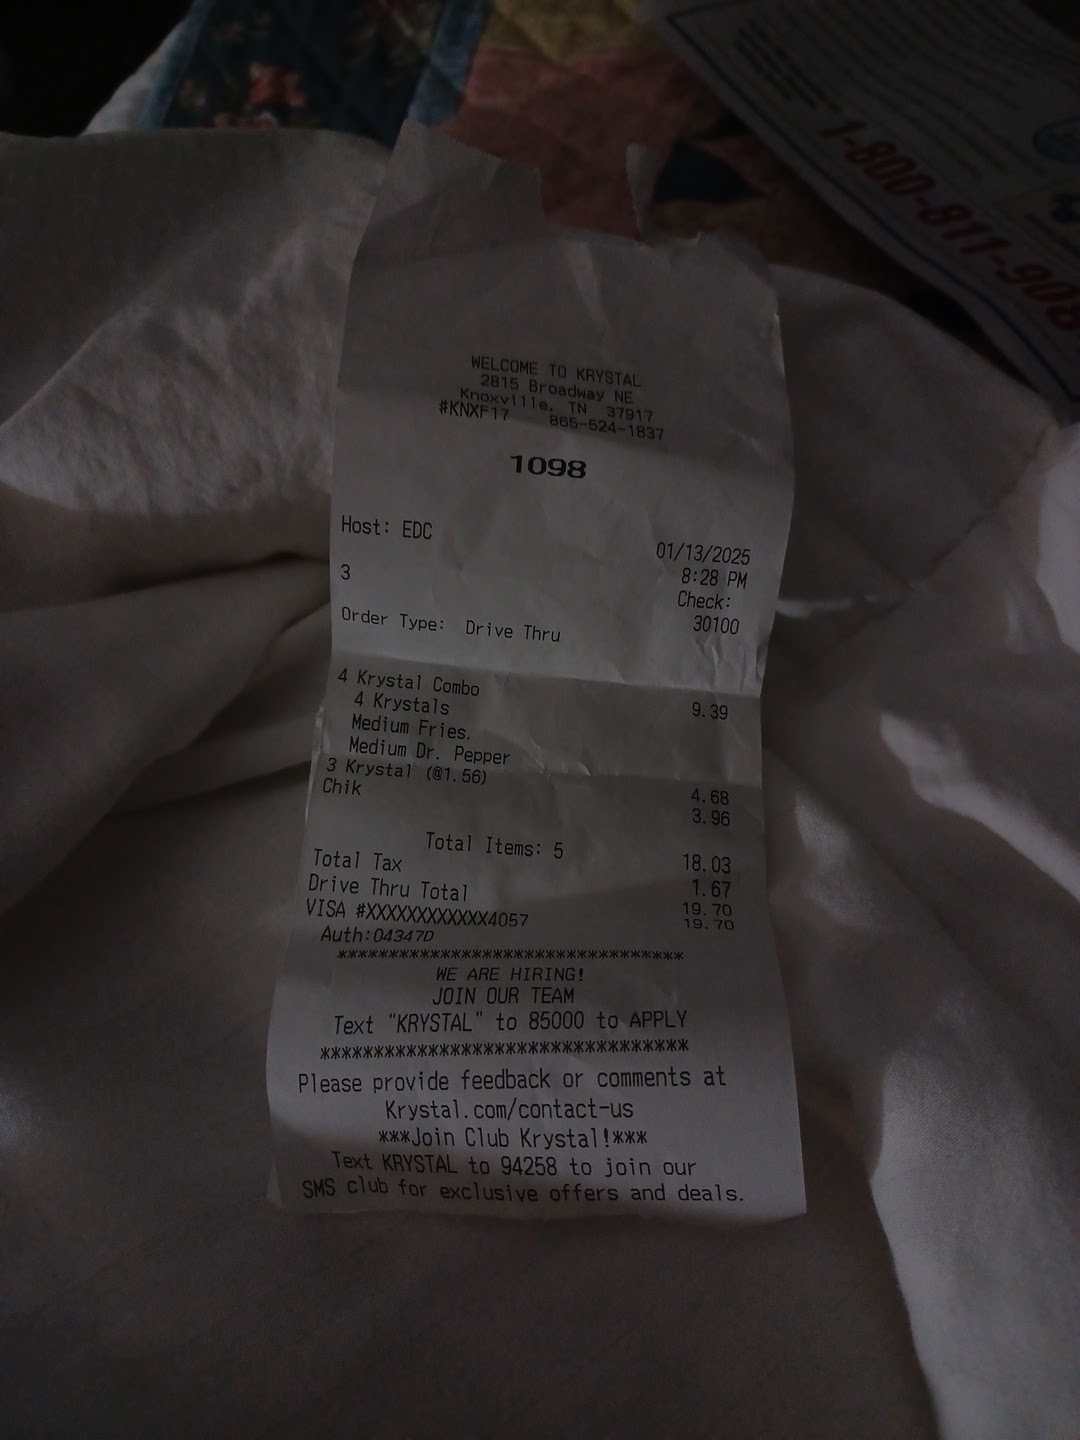 1-800-811-908
WELCOME TO KRYSTAL
2815 Broadway NE
Knoxville, TN 37917
#KNXF17 865-524-1837
1098
Host: EDC
01/13/2025
3
8:28 PM
Check:
Order Type: Drive Thru
30100
4 Krystal Combo 9.39
4 Krystals
Medium Fries.
Medium Dr. Pepper
3 Krystal (@1.56) 4.68
Chik 3.96
Total Items: 5
18.03
Total Tax 1.67
Drive Thru Total 19.70
VISA #XXXXXXXXXXXX4057 19.70
Auth:04347D
********************************
WE ARE HIRING!
JOIN OUR TEAM
Text "KRYSTAL" to 85000 to APPLY
********************************
Please provide feedback or comments at
Krystal.com/contact-us
***Join Club Krystal!***
Text KRYSTAL to 94258 to join our
SMS club for exclusive offers and deals.